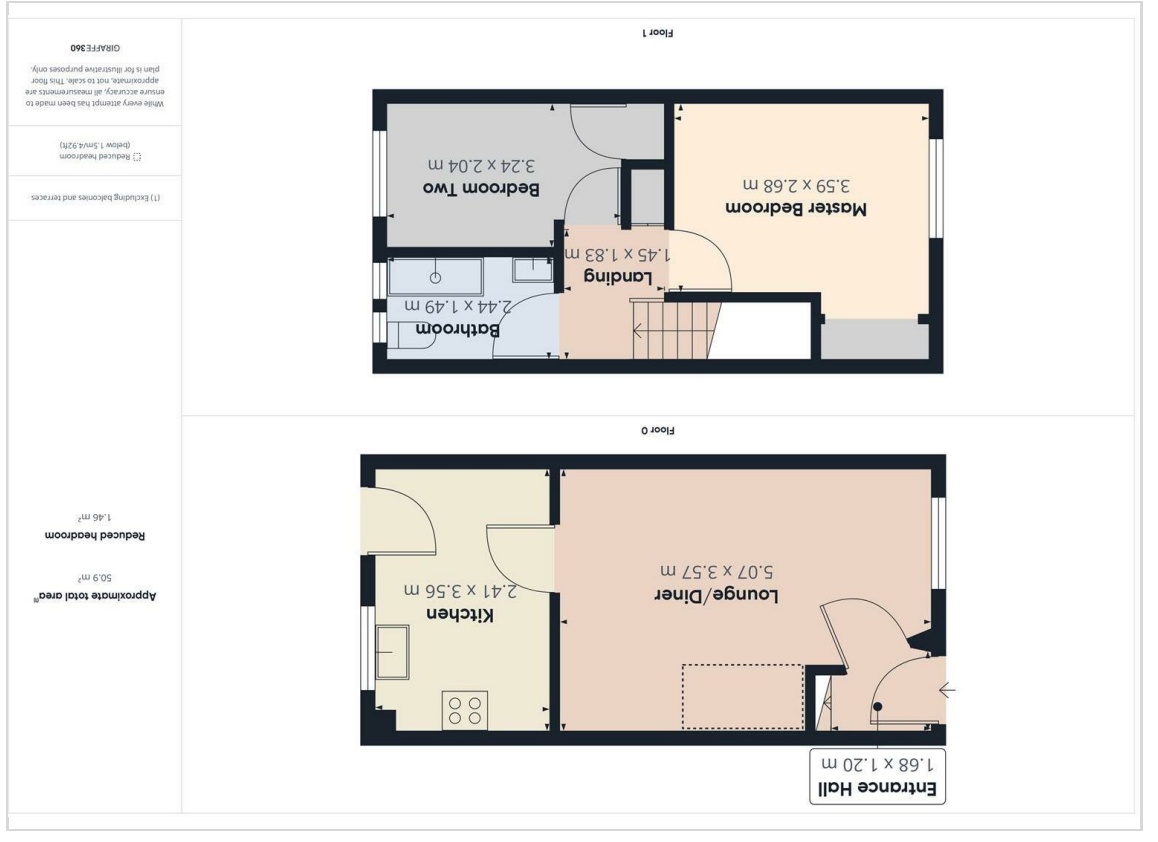 Entrance Hall
1.68 x 1.20 m
Kitchen
2.41 x 3.56 m
Lounge/Diner
5.07 x 3.57 m
Floor 0
Bathroom
2.44 x 1.49 m
Landing
1.45 x 1.83 m
Master Bedroom
3.59 x 2.68 m
Bedroom Two
3.24 x 2.04 m
Floor 1
Approximate total area⁽¹⁾
50.9 m²
Reduced headroom
1.46 m²
(1) Excluding balconies and terraces
Reduced headroom
(below 1.5m/4.92ft)
While every attempt has been made to
ensure accuracy, all measurements are
approximate, not to scale. This floor
plan is for illustrative purposes only.
GIRAFFE360